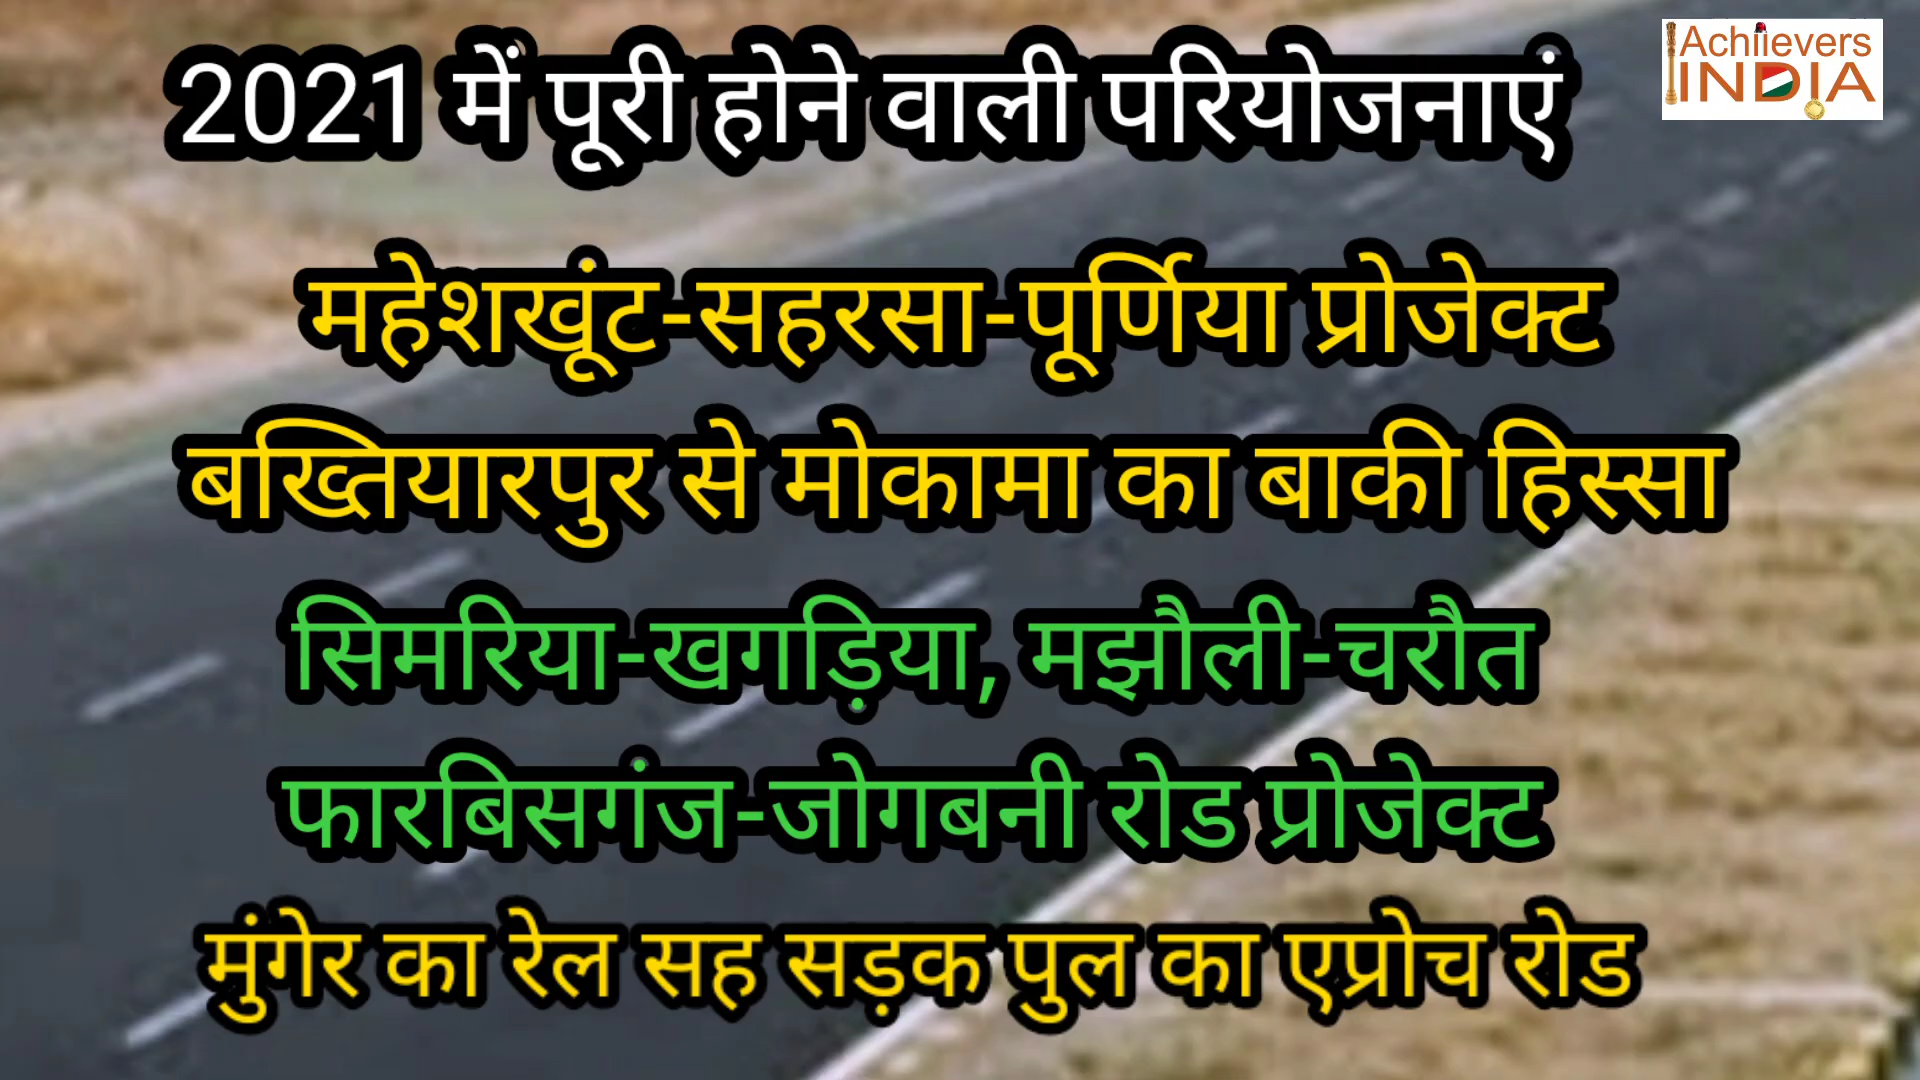 2021 में पूरी होने वाली परियोजनाएं
Achiievers
INDIA
महेशखूंट-सहरसा-पूर्णिया प्रोजेक्ट
बख्तियारपुर से मोकामा का बाकी हिस्सा
सिमरिया-खगड़िया, मझौली-चरौत
फारबिसगंज-जोगबनी रोड प्रोजेक्ट
मुंगेर का रेल सह सड़क पुल का एप्रोच रोड